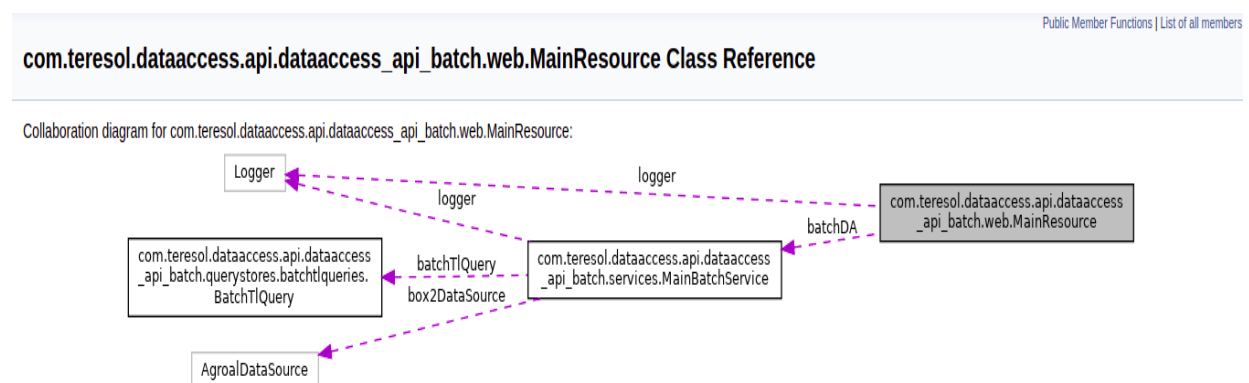 Public Member Functions | List of all members
com.teresol.dataaccess.api.dataaccess_api_batch.web.MainResource Class Reference
Collaboration diagram for com.teresol.dataaccess.api.dataaccess_api_batch.web.MainResource:
Logger
logger
logger
com.teresol.dataaccess.api.dataaccess
_api_batch.web.MainResource
batchDA
com.teresol.dataaccess.api.dataaccess
_api_batch.querystores.batchtlqueries.
BatchTlQuery
batchTlQuery
box2DataSource
com.teresol.dataaccess.api.dataaccess
_api_batch.services.MainBatchService
AgroalDataSource